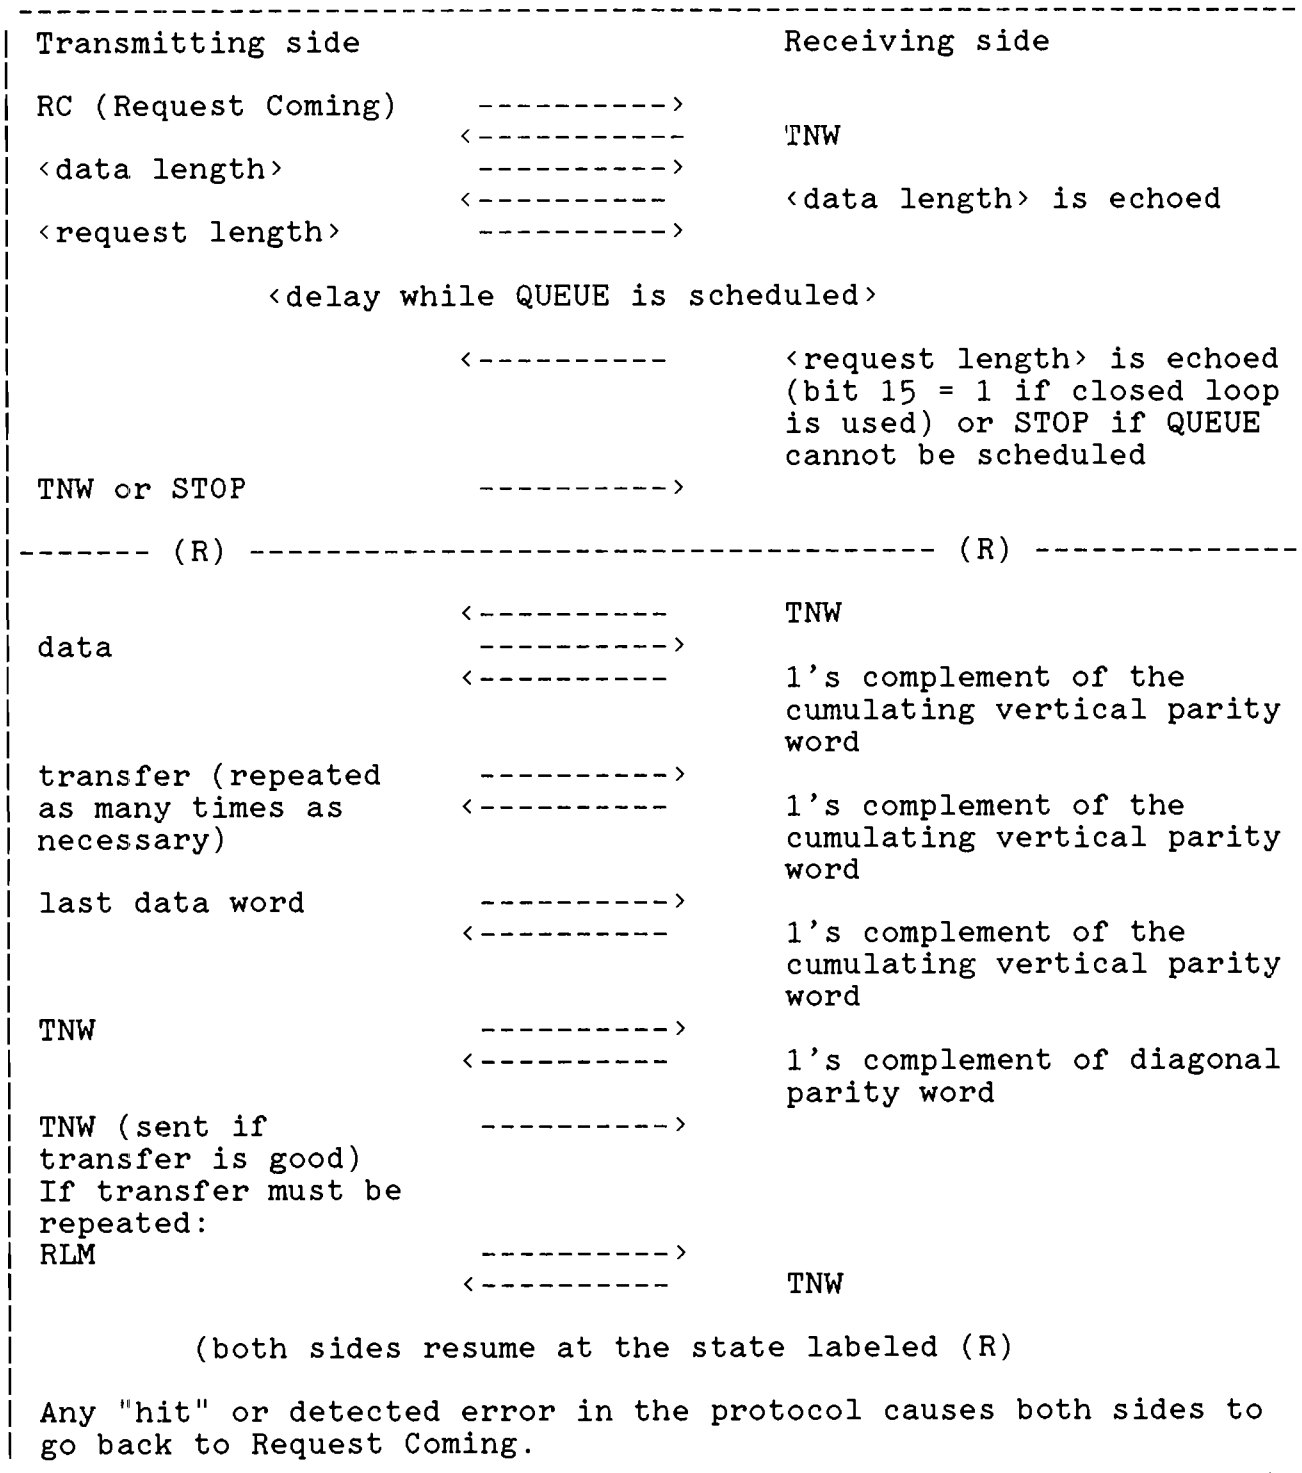 Transmitting side Receiving side
RC (Request Coming) ---------->
<----------- TNW
<data length> ---------->
<---------- <data length> is echoed
<request length> ---------->
<delay while QUEUE is scheduled>
<---------- <request length> is echoed
(bit 15 = 1 if closed loop
is used) or STOP if QUEUE
cannot be scheduled
TNW or STOP ---------->
------- (R) ------------------------------------ (R) --------------
<---------- TNW
data ---------->
<---------- 1's complement of the
cumulating vertical parity
word
transfer (repeated ---------->
as many times as <---------- 1's complement of the
necessary) cumulating vertical parity
word
last data word ---------->
<---------- 1's complement of the
cumulating vertical parity
word
TNW ---------->
<---------- 1's complement of diagonal
parity word
TNW (sent if ---------->
transfer is good)
If transfer must be
repeated:
RLM ---------->
<---------- TNW
(both sides resume at the state labeled (R)
Any "hit" or detected error in the protocol causes both sides to
go back to Request Coming.